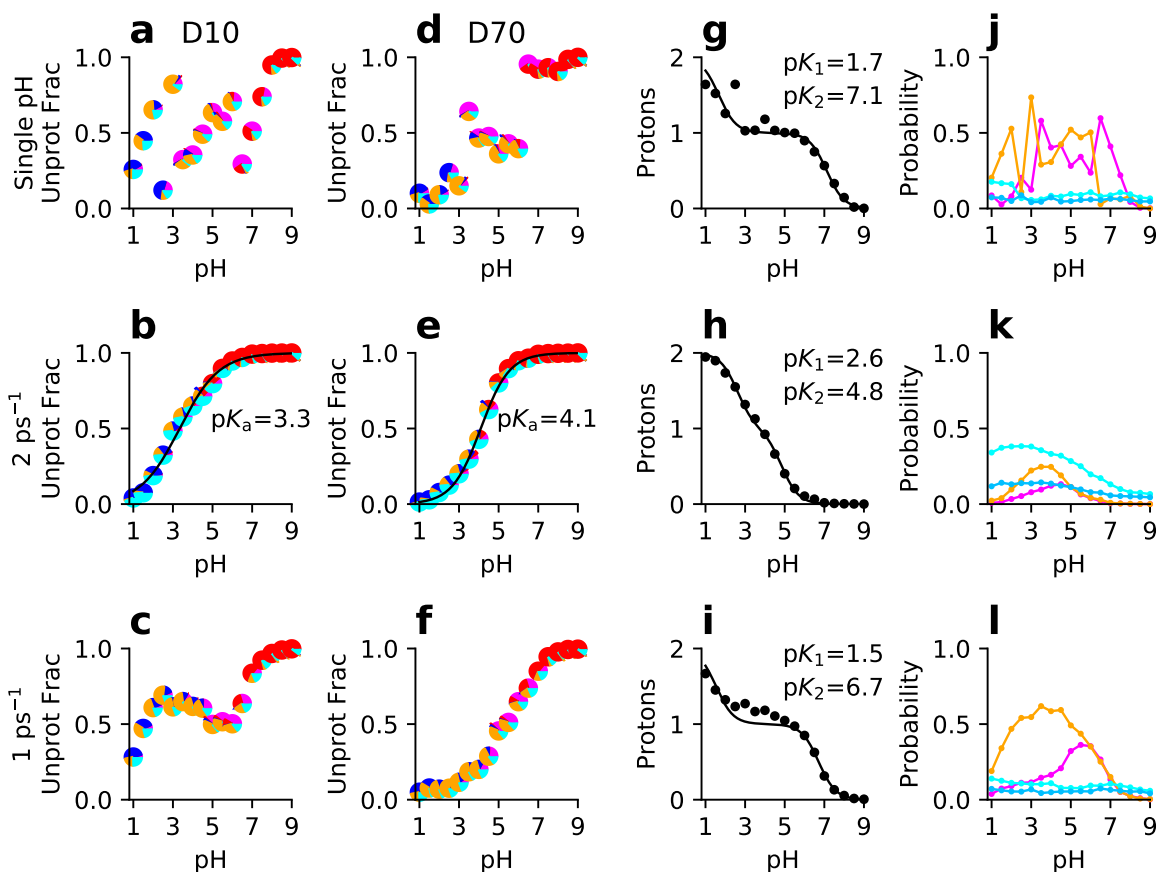 a D10 d D70 g j
Single pH
Unprot Frac
1.0
0.5
0.0
1 3 5 7 9
pH
Unprot Frac
1.0
0.5
0.0
1 3 5 7 9
pH
Protons
2
1
0
pK1=1.7
pK2=7.1
1 3 5 7 9
pH
Probability
1.0
0.5
0.0
1 3 5 7 9
pH
b e h k
2 ps⁻¹
Unprot Frac
1.0
0.5
0.0
pKa=3.3
1 3 5 7 9
pH
Unprot Frac
1.0
0.5
0.0
pKa=4.1
1 3 5 7 9
pH
Protons
2
1
0
pK1=2.6
pK2=4.8
1 3 5 7 9
pH
Probability
1.0
0.5
0.0
1 3 5 7 9
pH
c f i l
1 ps⁻¹
Unprot Frac
1.0
0.5
0.0
1 3 5 7 9
pH
Unprot Frac
1.0
0.5
0.0
1 3 5 7 9
pH
Protons
2
1
0
pK1=1.5
pK2=6.7
1 3 5 7 9
pH
Probability
1.0
0.5
0.0
1 3 5 7 9
pH